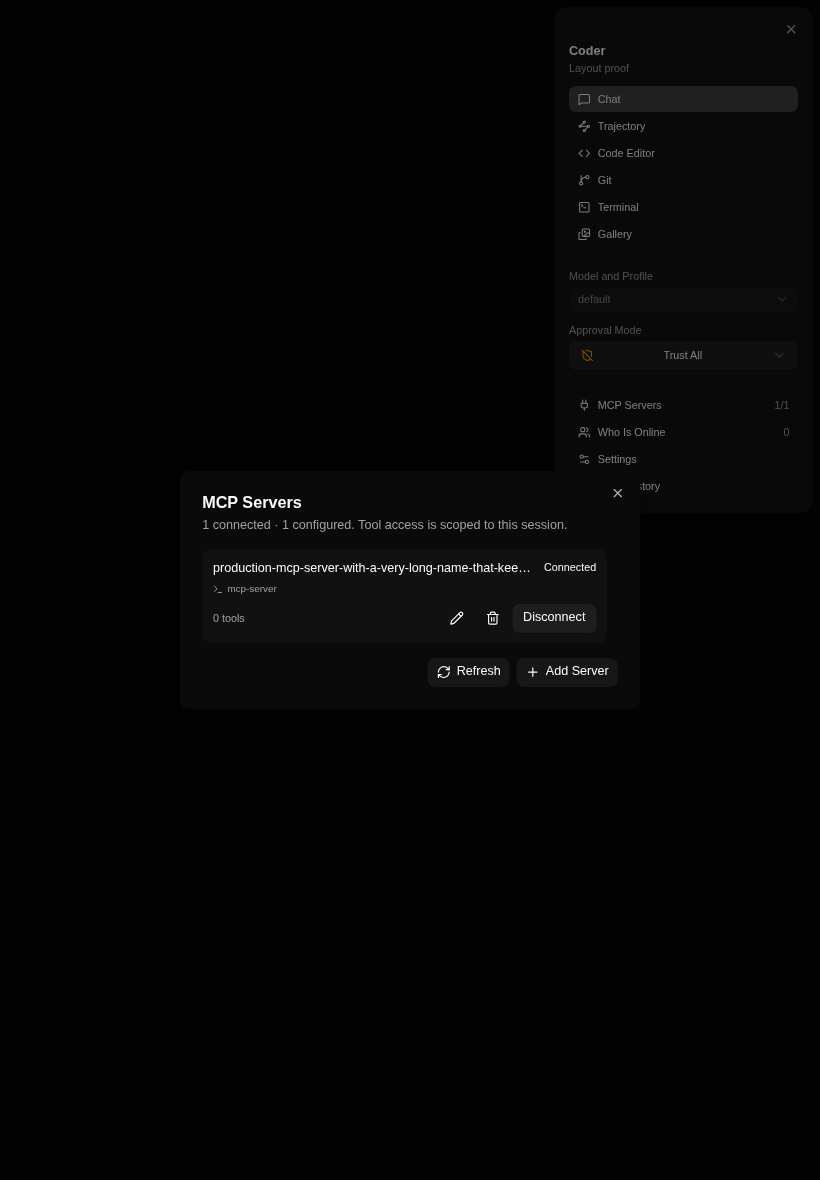 Coder
Layout proof
Chat
Trajectory
Code Editor
Git
Terminal
Gallery
Model and Profile
default
Approval Mode
Trust All
MCP Servers 1/1
Who Is Online 0
Settings
MCP Servers
1 connected · 1 configured. Tool access is scoped to this session.
production-mcp-server-with-a-very-long-name-that-kee… Connected
mcp-server
0 tools Disconnect
Refresh Add Server